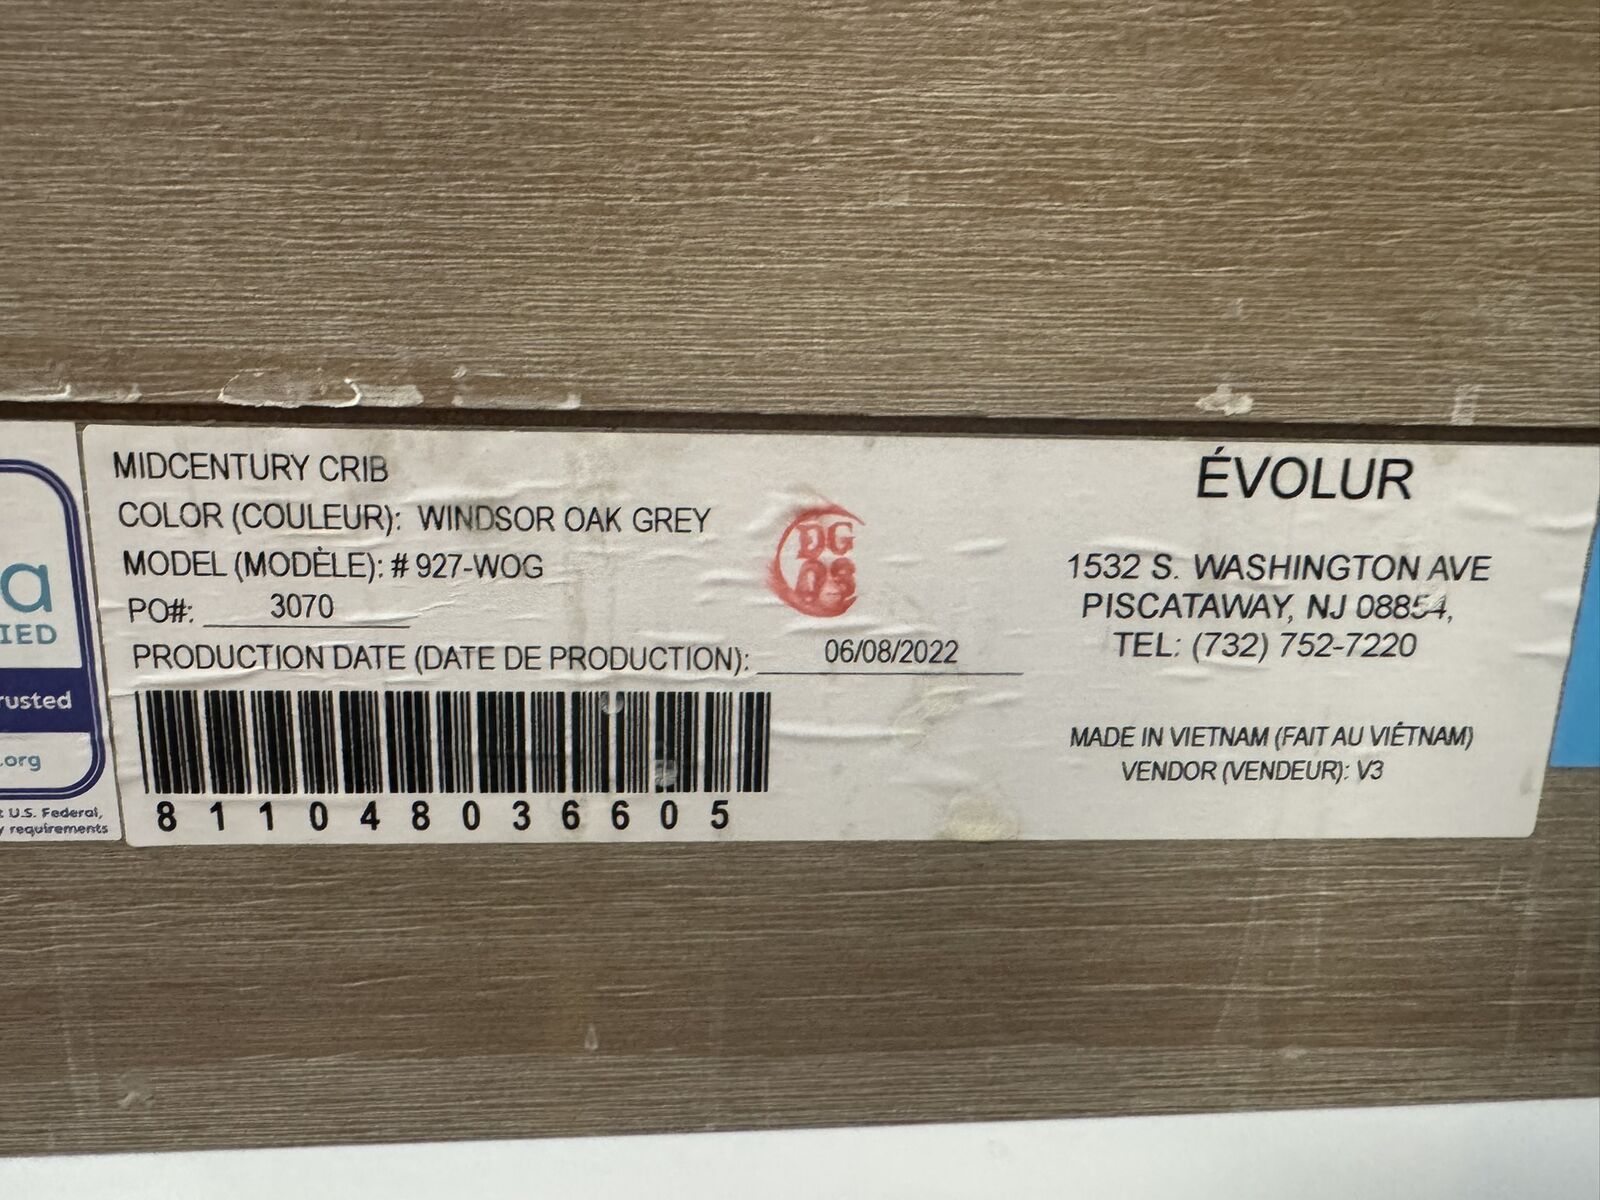 a
IED
rusted
.org
U.S. Federal,
y requirements
MIDCENTURY CRIB
COLOR (COULEUR): WINDSOR OAK GREY
MODEL (MODÈLE): # 927-WOG
PO#: 3070
PRODUCTION DATE (DATE DE PRODUCTION): 06/08/2022
811048036605
DG
ÉVOLUR
1532 S. WASHINGTON AVE
PISCATAWAY, NJ 08854,
TEL: (732) 752-7220
MADE IN VIETNAM (FAIT AU VIÊTNAM)
VENDOR (VENDEUR): V3